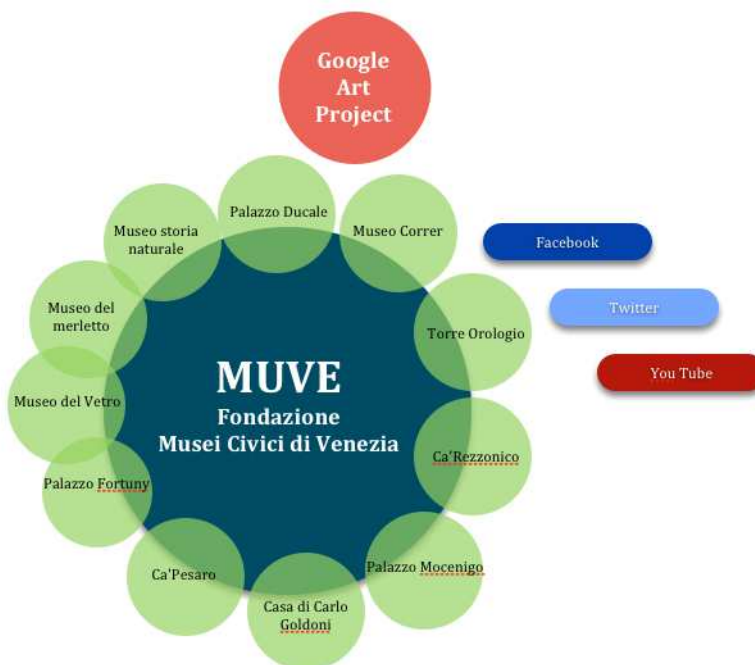 Google
Art
Project
Palazzo Ducale
Museo Correr
Museo storia
naturale
Facebook
Twitter
Museo del
merletto
Torre Orologio
You Tube
MUVE
Fondazione
Musei Civici di Venezia
Museo del Vetro
Ca'Rezzonico
Palazzo Fortuny
Palazzo Mocenigo
Ca'Pesaro
Casa di Carlo
Goldoni